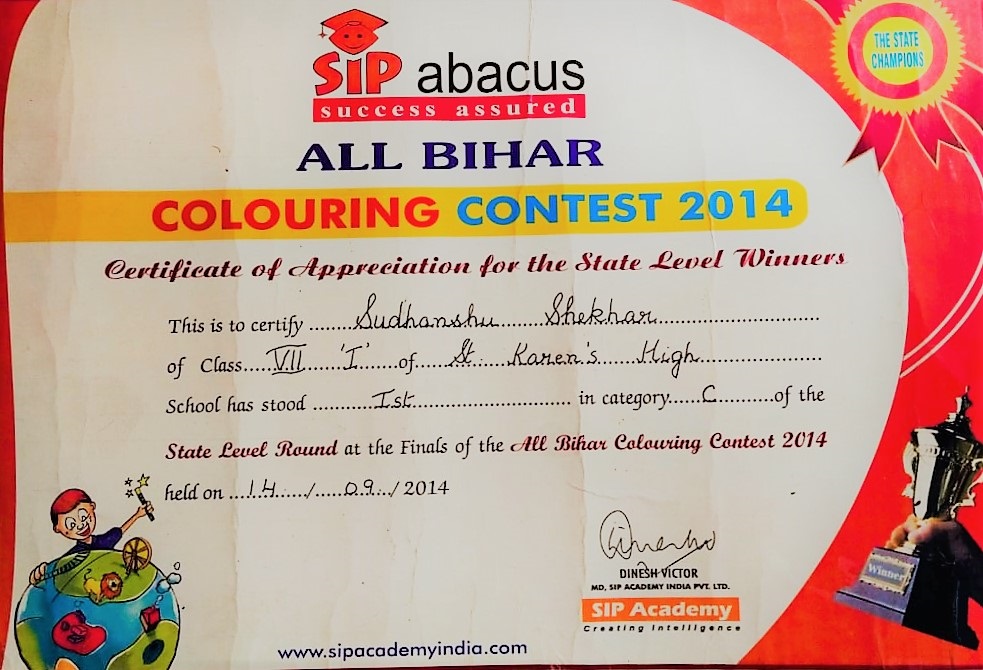 SIP abacus
success assured
THE STATE
CHAMPIONS
ALL BIHAR
COLOURING CONTEST 2014
Certificate of Appreciation for the State Level Winners
This is to certify ........Sudhanshu.......Shekhar.................................
of Class.....VII......'I'......of......St. Karen's......High.........................
School has stood ...........Ist............................... in category......C..........of the
State Level Round at the Finals of the All Bihar Colouring Contest 2014
held on ...14....../......09.../ 2014
Winner
DINESH VICTOR
MD, SIP ACADEMY INDIA PVT. LTD.
SIP Academy
Creating Intelligence
www.sipacademyindia.com